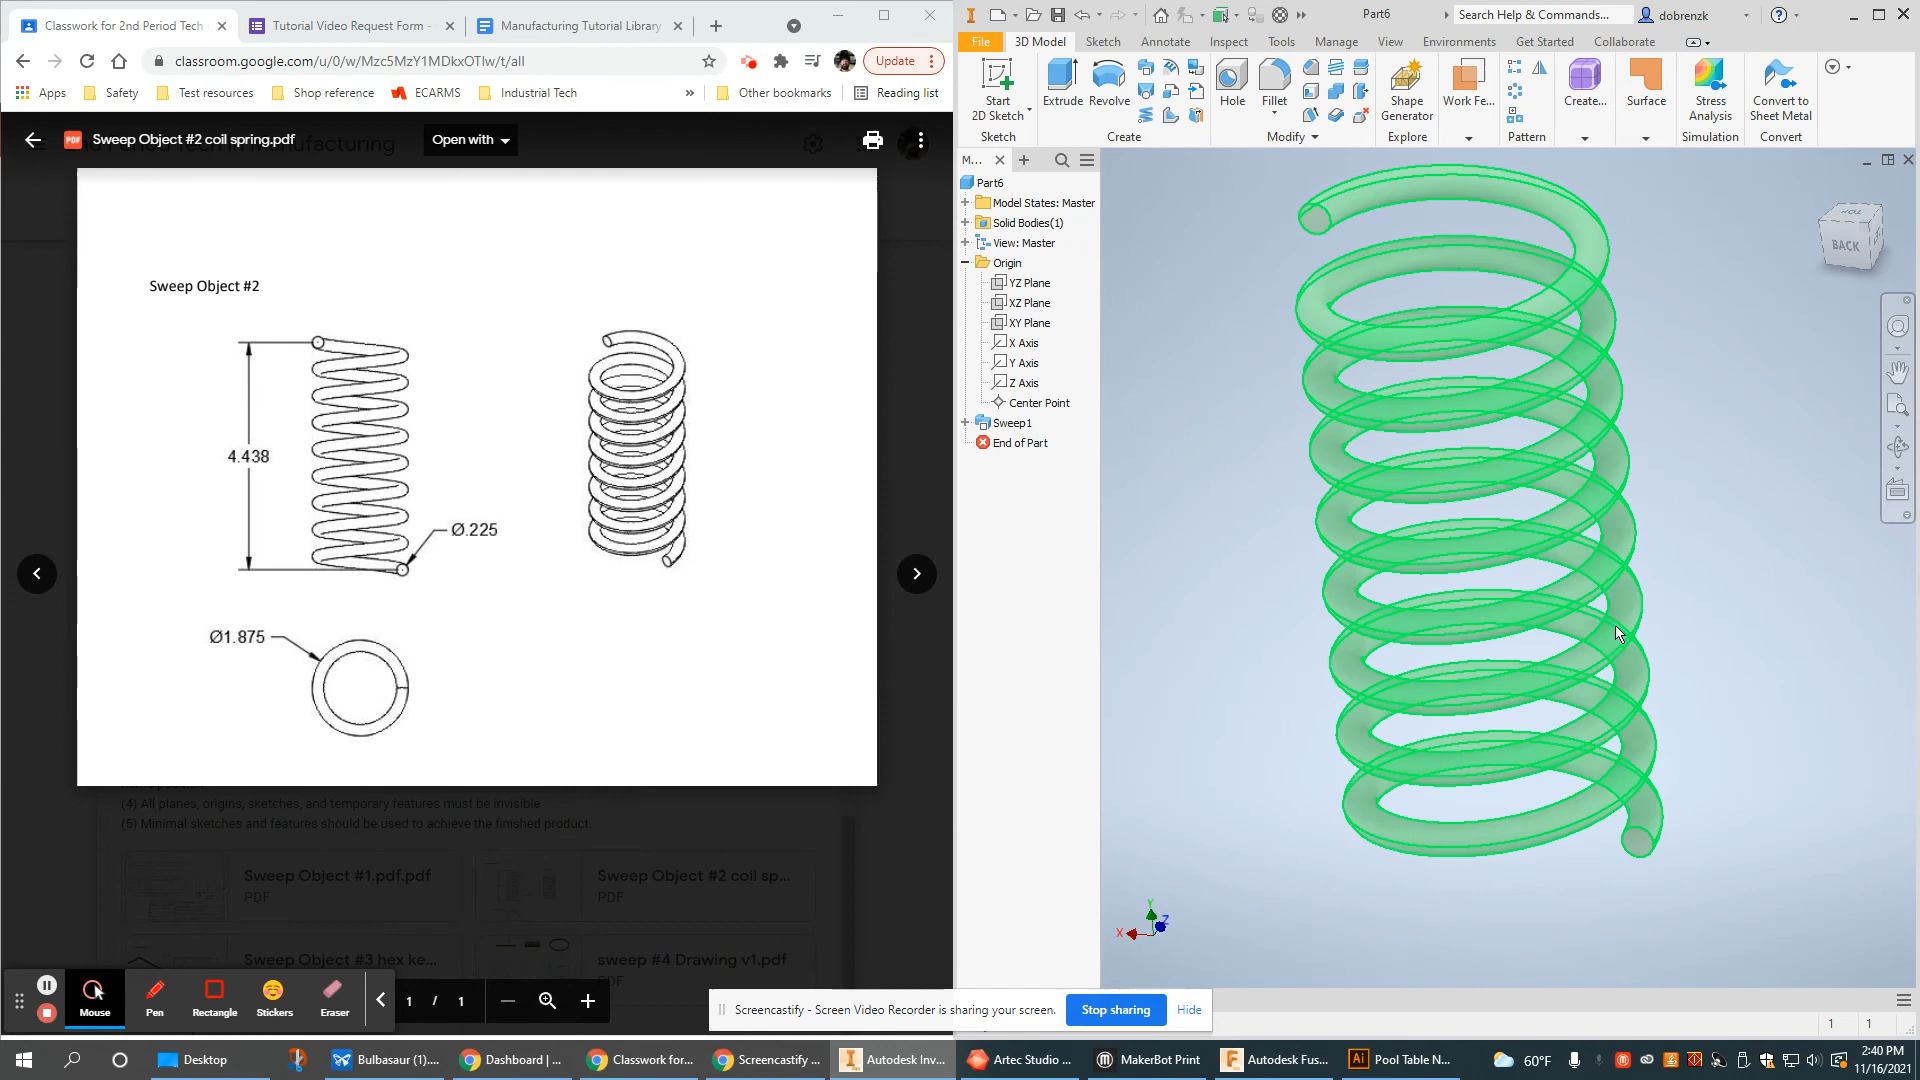 Classwork for 2nd Period Tech
Tutorial Video Request Form -
Manufacturing Tutorial Library
classroom.google.com/u/0/w/Mzc5MzY1MDkxOTIw/t/all
Update
Apps
Safety
Test resources
Shop reference
ECARMS
Industrial Tech
»
Other bookmarks
Reading list
PDF
Sweep Object #2 coil spring.pdf
Open with
Sweep Object #2
4.438
Ø.225
Ø1.875
(4) All planes, origins, sketches, and temporary features must be invisible
(5) Minimal sketches and features should be used to achieve the finished product.
Sweep Object #1.pdf.pdf
PDF
Sweep Object #2 coil sp...
PDF
Sweep Object #3 hex ke...
sweep #4 Drawing v1.pdf
PDF
Mouse
Pen
Rectangle
Stickers
Eraser
1 / 1
Screencastify - Screen Video Recorder is sharing your screen.
Stop sharing
Hide
Part6
Search Help & Commands...
dobrenzk
File
3D Model
Sketch
Annotate
Inspect
Tools
Manage
View
Environments
Get Started
Collaborate
Start
2D Sketch
Sketch
Extrude
Revolve
Create
Hole
Fillet
Modify
Shape
Generator
Explore
Work Fe...
Pattern
Create...
Surface
Stress
Analysis
Simulation
Convert to
Sheet Metal
Convert
M...
Part6
Model States: Master
Solid Bodies(1)
View: Master
Origin
YZ Plane
XZ Plane
XY Plane
X Axis
Y Axis
Z Axis
Center Point
Sweep1
End of Part
TOP
BACK
Y
Z
X
1 1
Desktop
Bulbasaur (1)....
Dashboard | ...
Classwork for...
Screencastify ...
Autodesk Inv...
Artec Studio ...
MakerBot Print
Autodesk Fus...
Pool Table N...
60°F
2:40 PM
11/16/2021